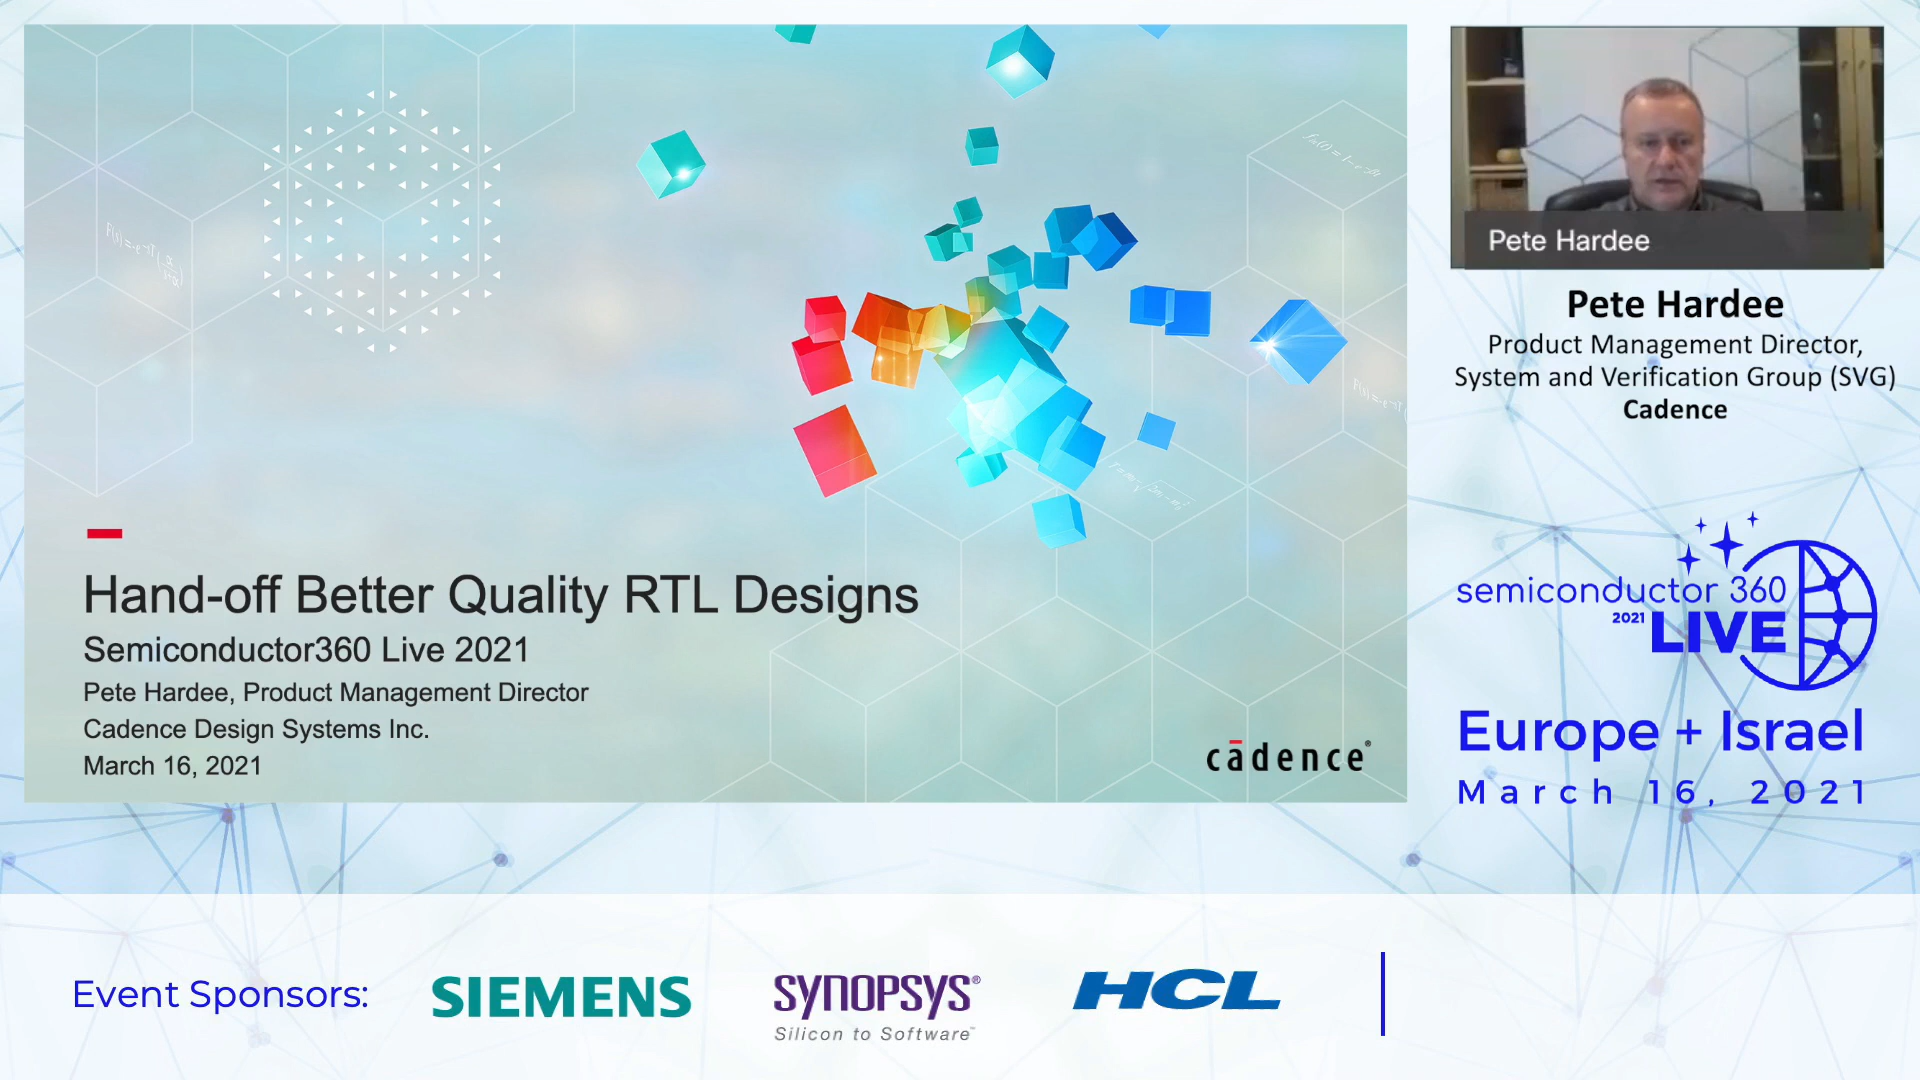 Hand-off Better Quality RTL Designs
Semiconductor360 Live 2021
Pete Hardee, Product Management Director
Cadence Design Systems Inc.
March 16, 2021
cādence®
Pete Hardee
Pete Hardee
Product Management Director,
System and Verification Group (SVG)
Cadence
semiconductor 360
2021 LIVE
Europe + Israel
March 16, 2021
Event Sponsors:
SIEMENS
SYNOPSYS®
Silicon to Software™
HCL